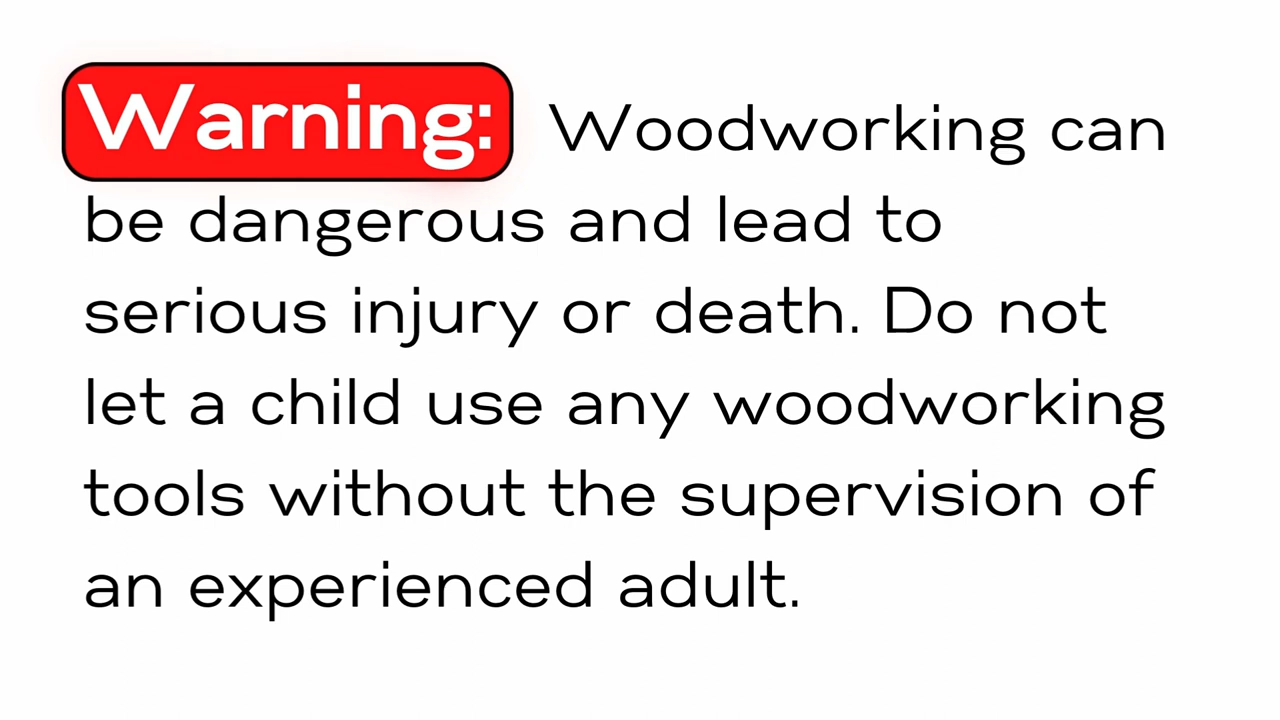 Warning: Woodworking can
be dangerous and lead to
serious injury or death. Do not
let a child use any woodworking
tools without the supervision of
an experienced adult.